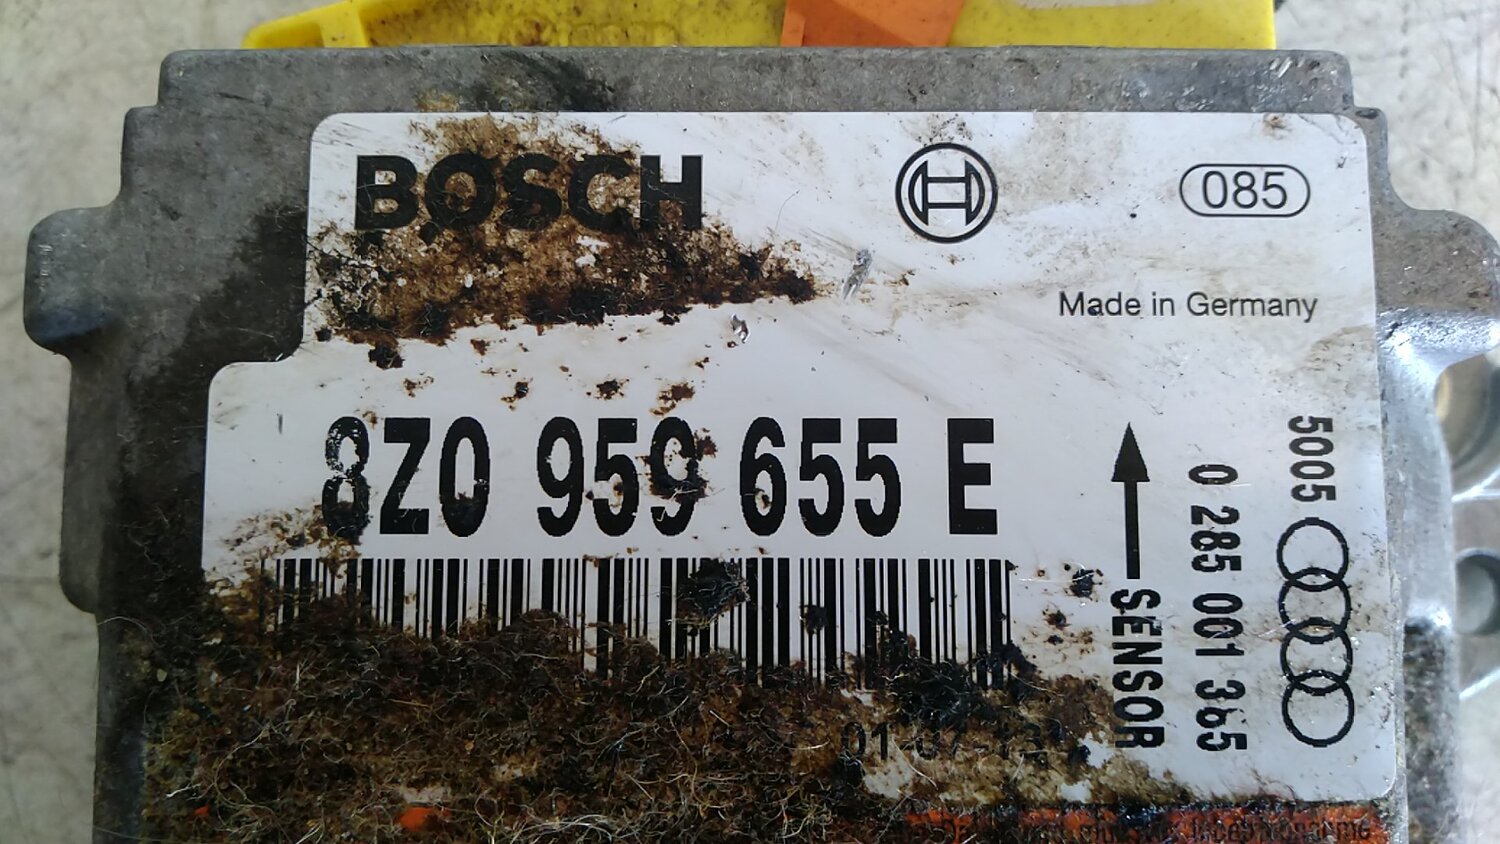 BOSCH
085
Made in Germany
8Z0 959 655 E
SENSOR
0 285 001 365
5005